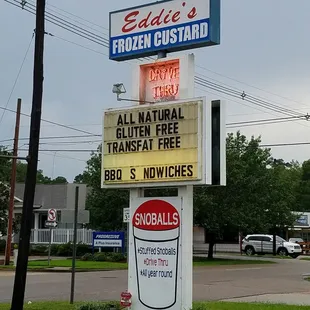 Eddie's
FROZEN CUSTARD
DRIVE
THRU
ALL NATURAL
GLUTEN FREE
TRANSFAT FREE
BBQ S NDWICHES
SNOBALLS
*Stuffed Snoballs
*Drive Thru
*All year round